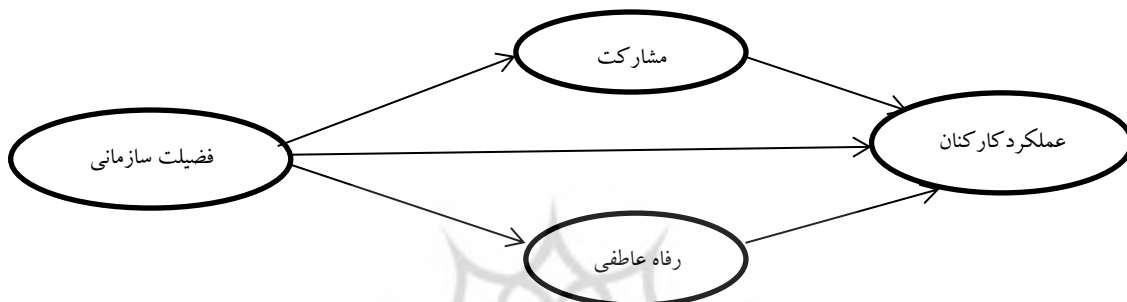 مشارکت
عملکرد کارکنان
فضیلت سازمانی
رفاه عاطفی